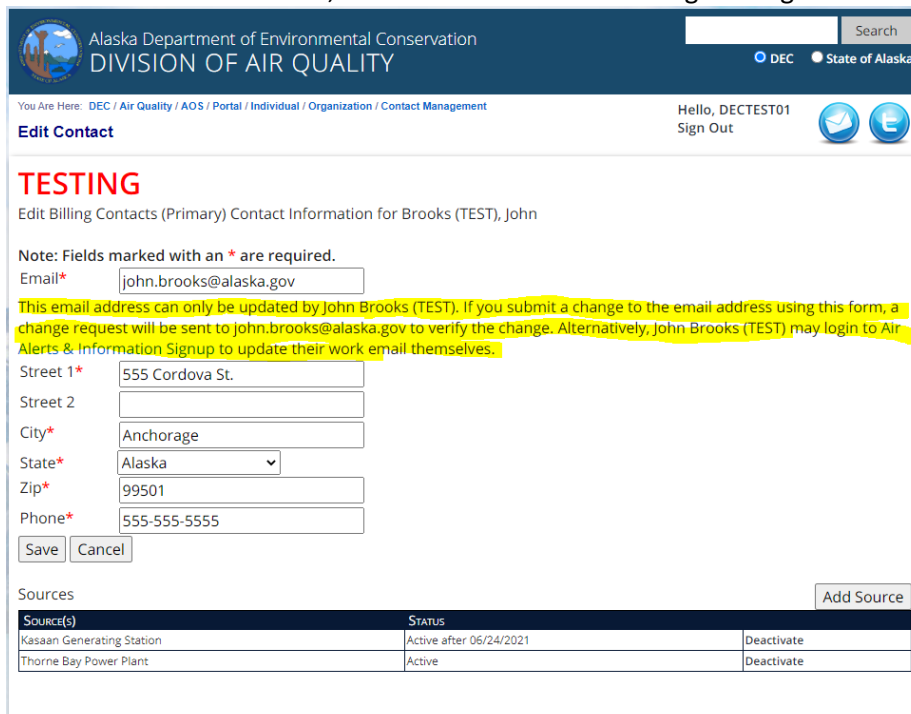 Alaska Department of Environmental Conservation
DIVISION OF AIR QUALITY
Search
DEC State of Alaska
You Are Here: DEC / Air Quality / AOS / Portal / Individual / Organization / Contact Management
Edit Contact
Hello, DECTEST01
Sign Out
TESTING
Edit Billing Contacts (Primary) Contact Information for Brooks (TEST), John
Note: Fields marked with an * are required.
Email* john.brooks@alaska.gov
This email address can only be updated by John Brooks (TEST). If you submit a change to the email address using this form, a
change request will be sent to john.brooks@alaska.gov to verify the change. Alternatively, John Brooks (TEST) may login to Air
Alerts & Information Signup to update their work email themselves.
Street 1* 555 Cordova St.
Street 2
City* Anchorage
State* Alaska
Zip* 99501
Phone* 555-555-5555
Save Cancel
Sources
Add Source
Source(s) Status
Kasaan Generating Station Active after 06/24/2021 Deactivate
Thorne Bay Power Plant Active Deactivate